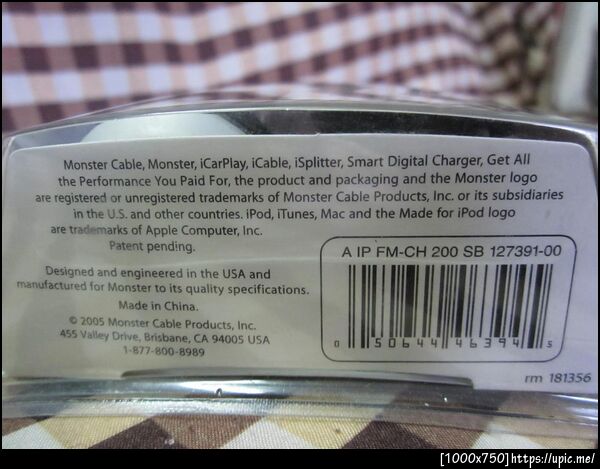 Monster Cable, Monster, iCarPlay, iCable, iSplitter, Smart Digital Charger, Get All
the Performance You Paid For, the product and packaging and the Monster logo
are registered or unregistered trademarks of Monster Cable Products, Inc. or its subsidiaries
in the U.S. and other countries. iPod, iTunes, Mac and the Made for iPod logo
are trademarks of Apple Computer, Inc.
Patent pending.
Designed and engineered in the USA and
manufactured for Monster to its quality specifications.
Made in China.
© 2005 Monster Cable Products, Inc.
455 Valley Drive, Brisbane, CA 94005 USA
1-877-800-8989
A IP FM-CH 200 SB 127391-00
0 50644 46394 5
rm 181356
[1000x750]https://upic.me/